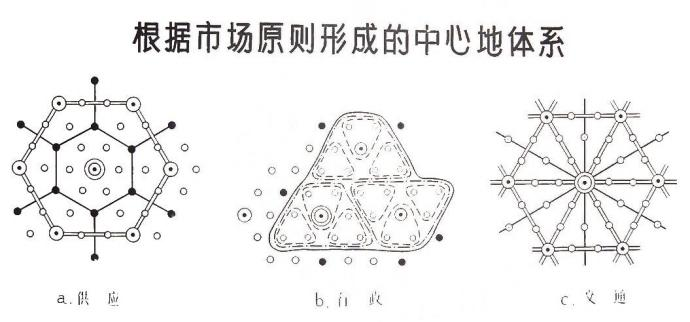 根据市场原则形成的中心地体系
a.供 应
b.行 政
c.交 通